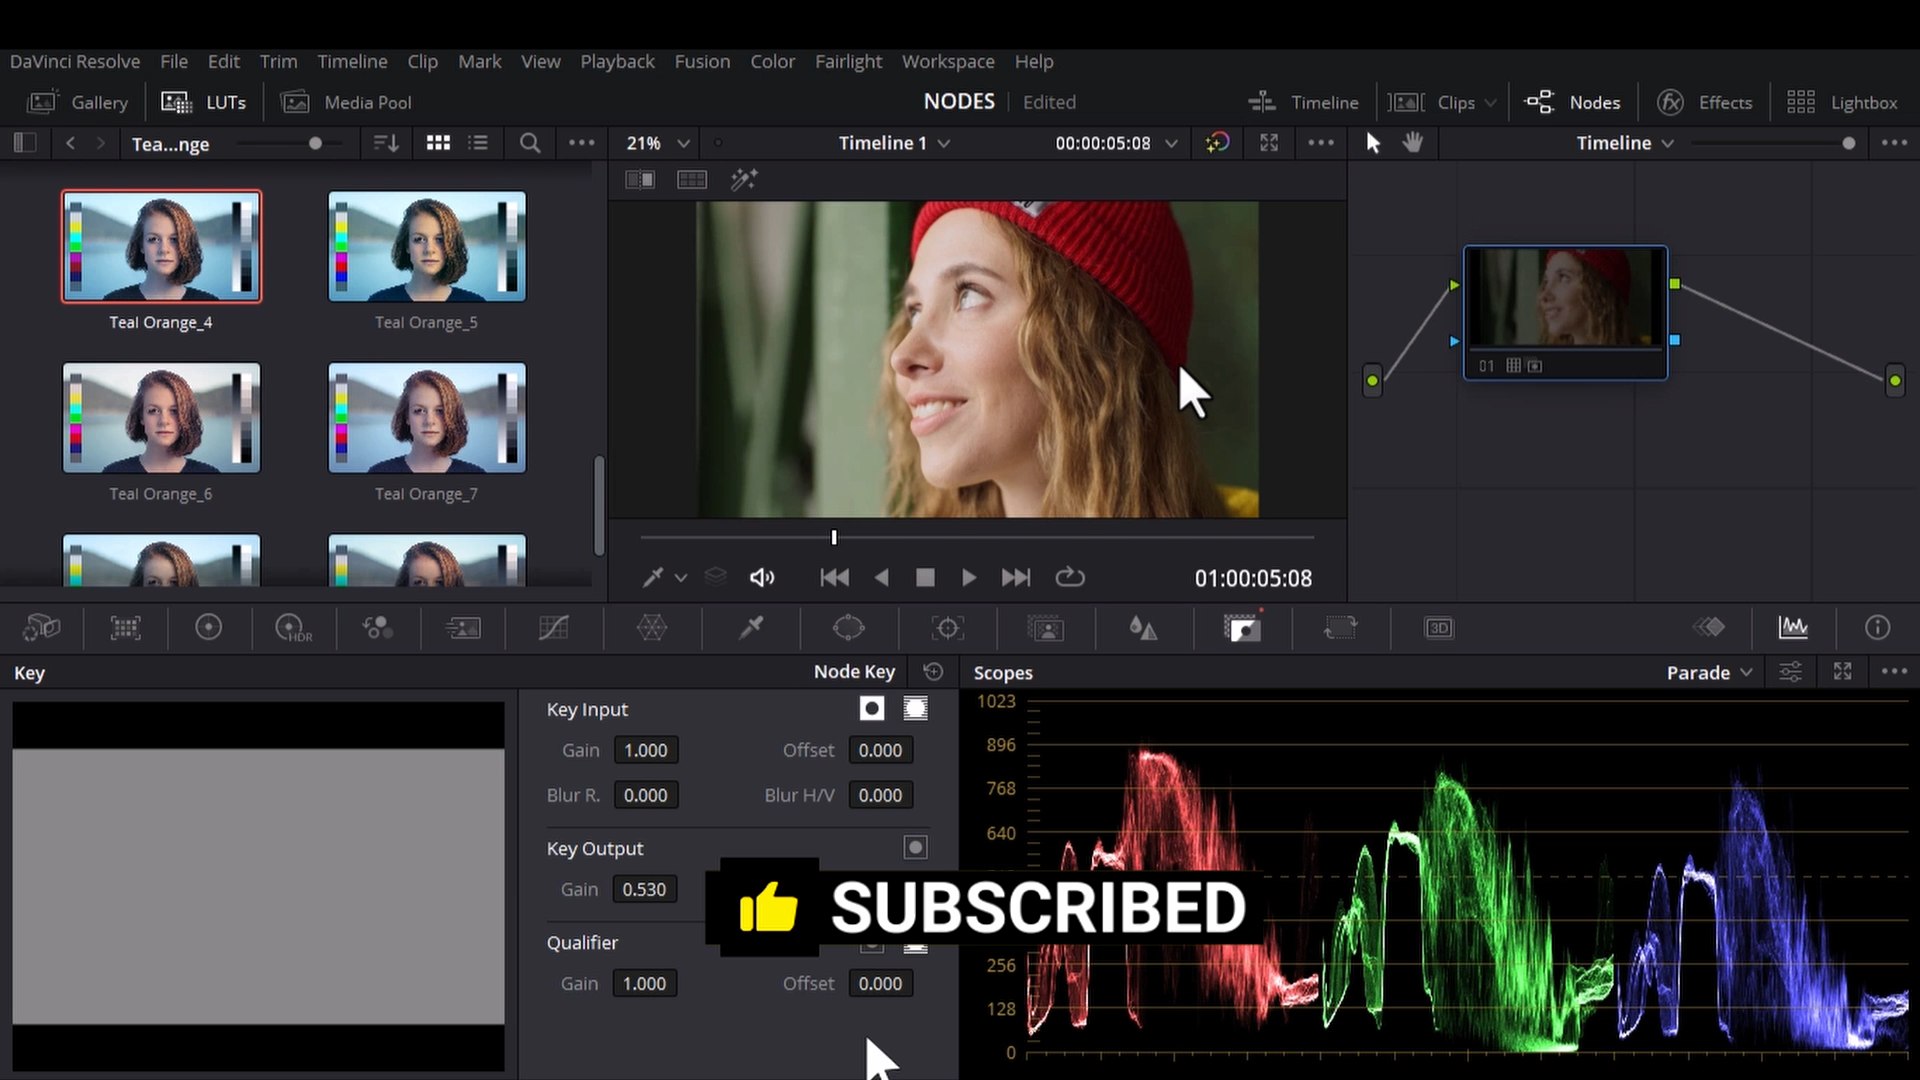 DaVinci Resolve File Edit Trim Timeline Clip Mark View Playback Fusion Color Fairlight Workspace Help
Gallery LUTs Media Pool NODES Edited Timeline Clips Nodes Effects Lightbox
Tea...nge 21% Timeline 1 00:00:05:08 Timeline
Teal Orange_4 Teal Orange_5
Teal Orange_6 Teal Orange_7
01
01:00:05:08
HDR 3D
Key Node Key Scopes Parade
Key Input
Gain 1.000 Offset 0.000
Blur R. 0.000 Blur H/V 0.000
Key Output
Gain 0.530
Qualifier
Gain 1.000 Offset 0.000
SUBSCRIBED
1023
896
768
640
256
128
0